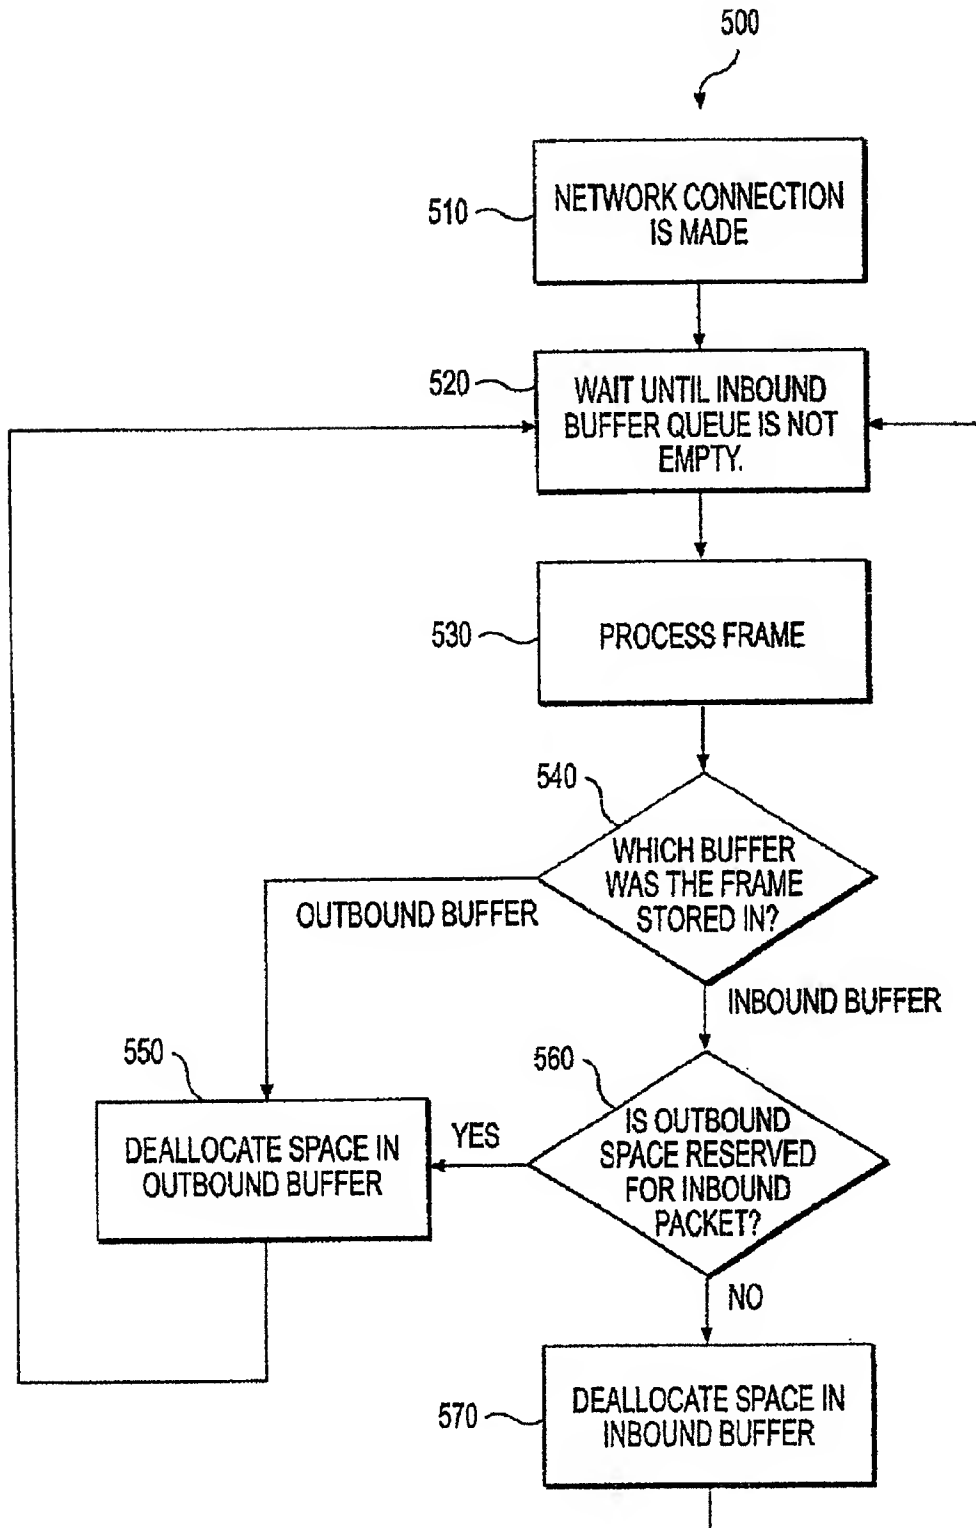 500
510
NETWORK CONNECTION
IS MADE
520
WAIT UNTIL INBOUND
BUFFER QUEUE IS NOT
EMPTY.
530
PROCESS FRAME
540
WHICH BUFFER
WAS THE FRAME
STORED IN?
OUTBOUND BUFFER
INBOUND BUFFER
550
DEALLOCATE SPACE IN
OUTBOUND BUFFER
YES
560
IS OUTBOUND
SPACE RESERVED
FOR INBOUND
PACKET?
NO
570
DEALLOCATE SPACE IN
INBOUND BUFFER